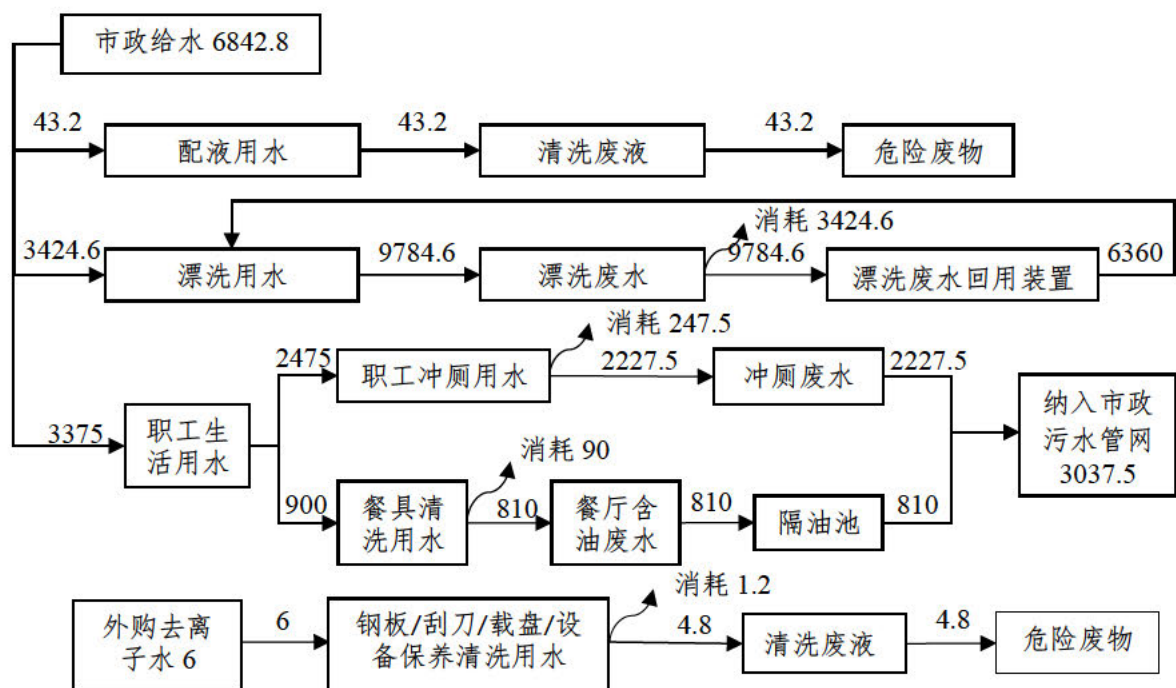 市政给水 6842.8
43.2
配液用水
43.2
清洗废液
43.2
危险废物
3424.6
漂洗用水
9784.6
漂洗废水
消耗 3424.6
9784.6
漂洗废水回用装置
6360
3375
职工生
活用水
2475
职工冲厕用水
消耗 247.5
2227.5
冲厕废水
2227.5
900
餐具清
洗用水
消耗 90
810
餐厅含
油废水
810
隔油池
810
纳入市政
污水管网
3037.5
外购去离
子水 6
6
钢板/刮刀/载盘/设
备保养清洗用水
消耗 1.2
4.8
清洗废液
4.8
危险废物